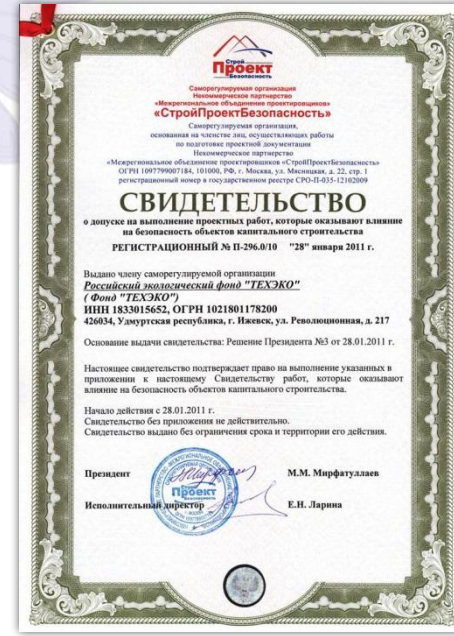 Строй
Проект
Безопасность
Саморегулируемая организация
Некоммерческое партнерство
«Межрегиональное объединение проектировщиков»
«СтройПроектБезопасность»
Саморегулируемая организация,
основанная на членстве лиц, осуществляющих работы
по подготовке проектной документации
Некоммерческое партнерство
«Межрегиональное объединение проектировщиков «СтройПроектБезопасность»
ОГРН 1097799007184, 101000, РФ, г. Москва, ул. Мясницкая, д. 22, стр. 1
регистрационный номер в государственном реестре СРО-П-035-12102009
СВИДЕТЕЛЬСТВО
о допуске на выполнение проектных работ, которые оказывают влияние
на безопасность объектов капитального строительства
РЕГИСТРАЦИОННЫЙ № П-296.0/10 "28" января 2011 г.
Выдано члену саморегулируемой организации
Российский экологический фонд "ТЕХЭКО"
( Фонд "ТЕХЭКО")
ИНН 1833015652, ОГРН 1021801178200
426034, Удмуртская республика, г. Ижевск, ул. Революционная, д. 217
Основание выдачи свидетельства: Решение Президента №3 от 28.01.2011 г.
Настоящее свидетельство подтверждает право на выполнение указанных в
приложении к настоящему Свидетельству работ, которые оказывают
влияние на безопасность объектов капитального строительства.
Начало действия с 28.01.2011 г.
Свидетельство без приложения не действительно.
Свидетельство выдано без ограничения срока и территории его действия.
Президент М.М. Мирфатуллаев
Проект
Исполнительный директор Е.Н. Ларина